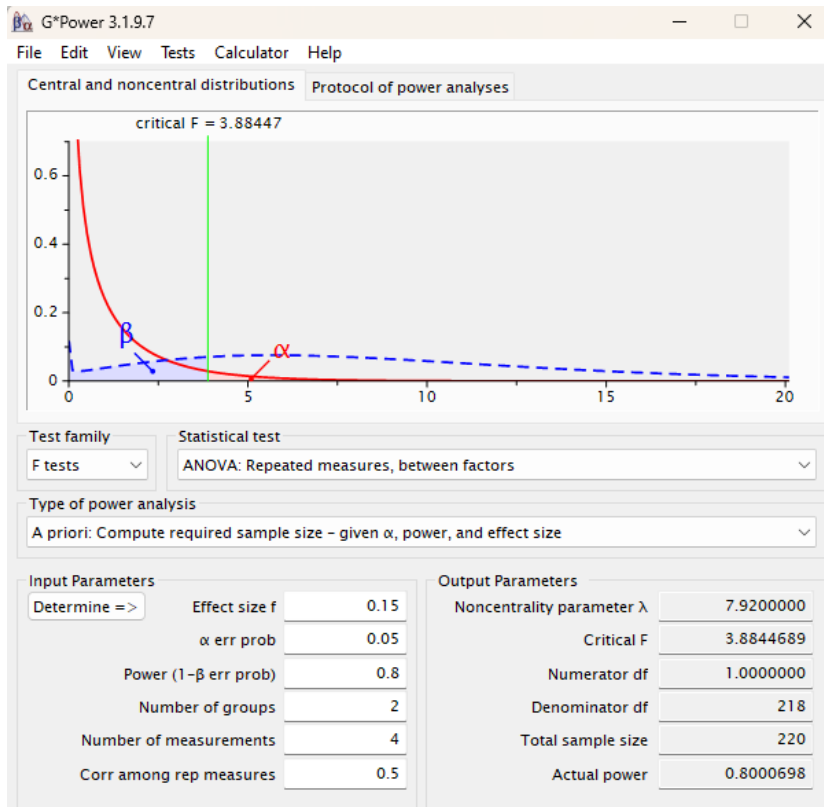 G*Power 3.1.9.7
File Edit View Tests Calculator Help
Central and noncentral distributions Protocol of power analyses
critical F = 3.88447
0.6
0.4
0.2
β
α
0
0 5 10 15 20
Test family Statistical test
F tests ANOVA: Repeated measures, between factors
Type of power analysis
A priori: Compute required sample size – given α, power, and effect size
Input Parameters Output Parameters
Determine => Effect size f 0.15 Noncentrality parameter λ 7.9200000
α err prob 0.05 Critical F 3.8844689
Power (1-β err prob) 0.8 Numerator df 1.0000000
Number of groups 2 Denominator df 218
Number of measurements 4 Total sample size 220
Corr among rep measures 0.5 Actual power 0.8000698